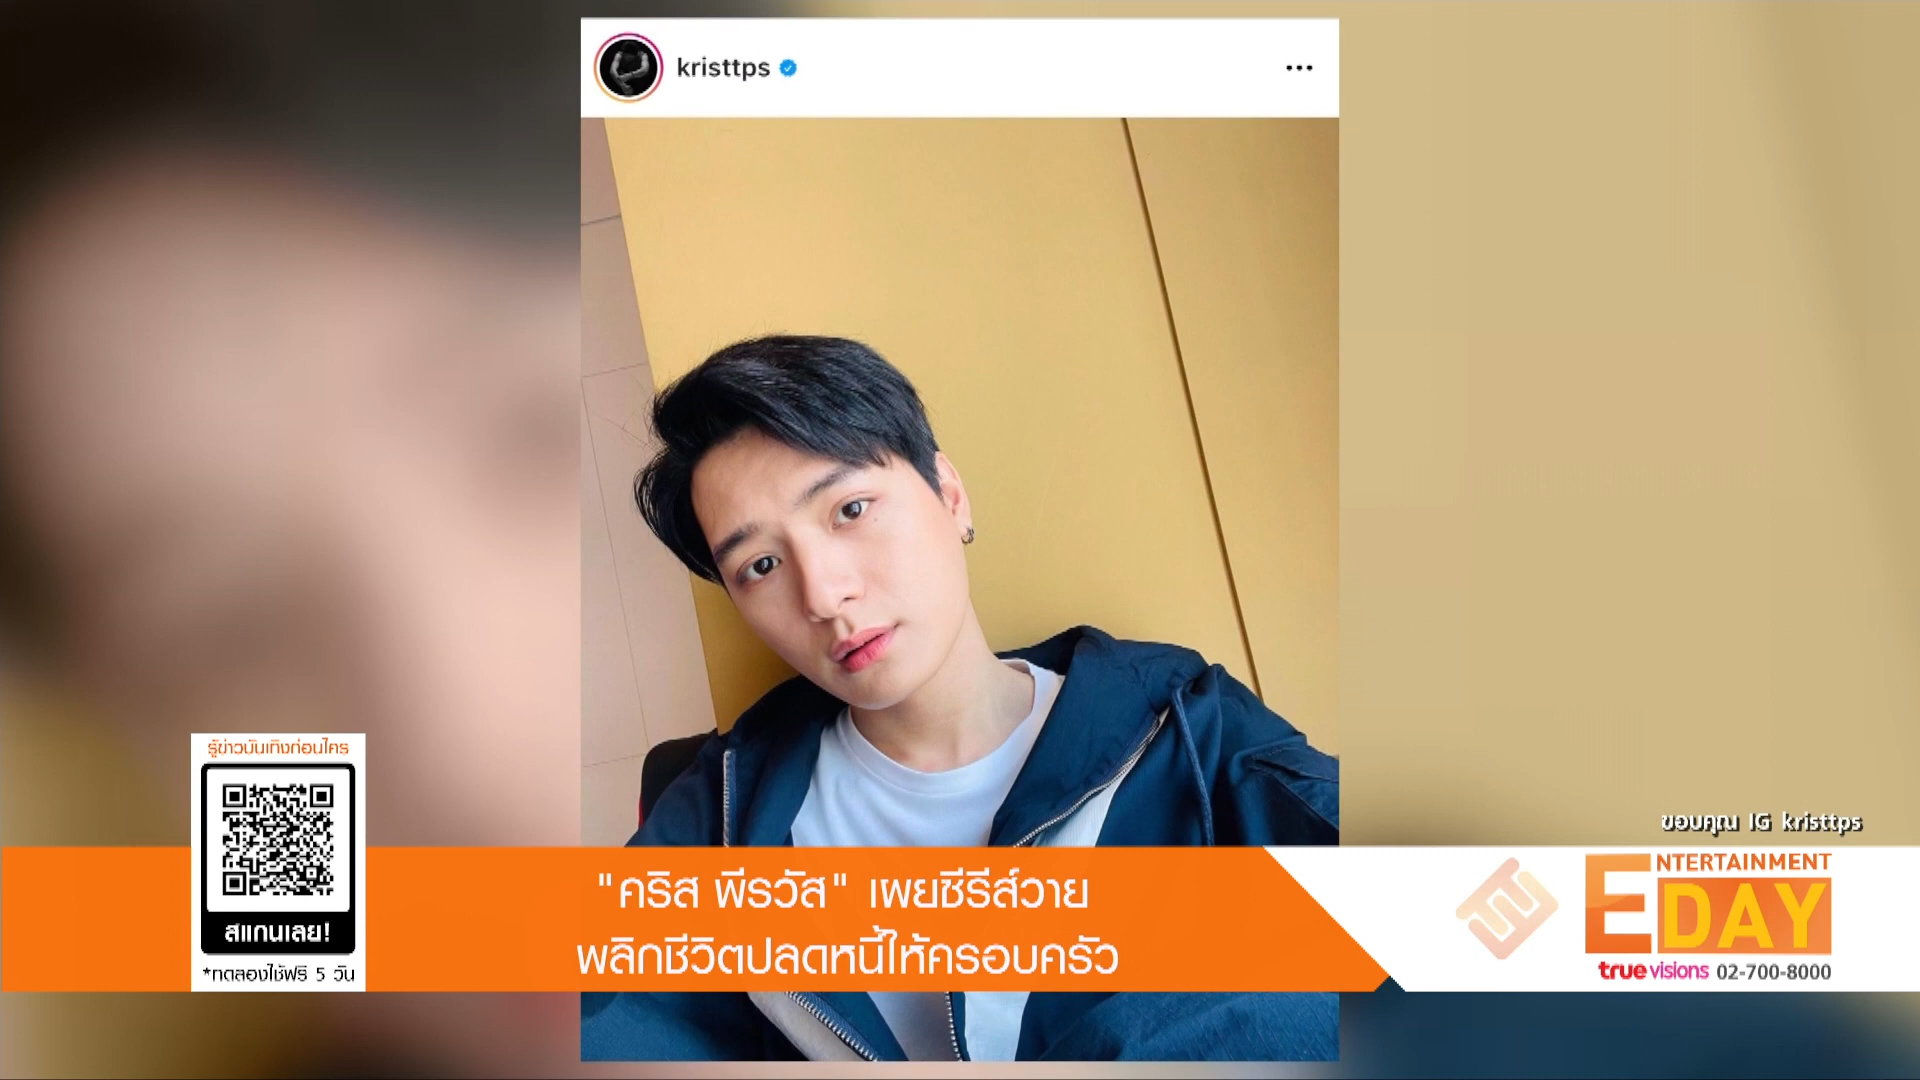 kristtps
ขอบคุณ IG kristtps
รู้ข่าวบันเทิงก่อนใคร
สแกนเลย!
*ทดลองใช้ฟรี 5 วัน
"คริส พีรวัส" เผยซีรีส์วาย
พลิกชีวิตปลดหนี้ให้ครอบครัว
ENTERTAINMENT
DAY
truevisions 02-700-8000